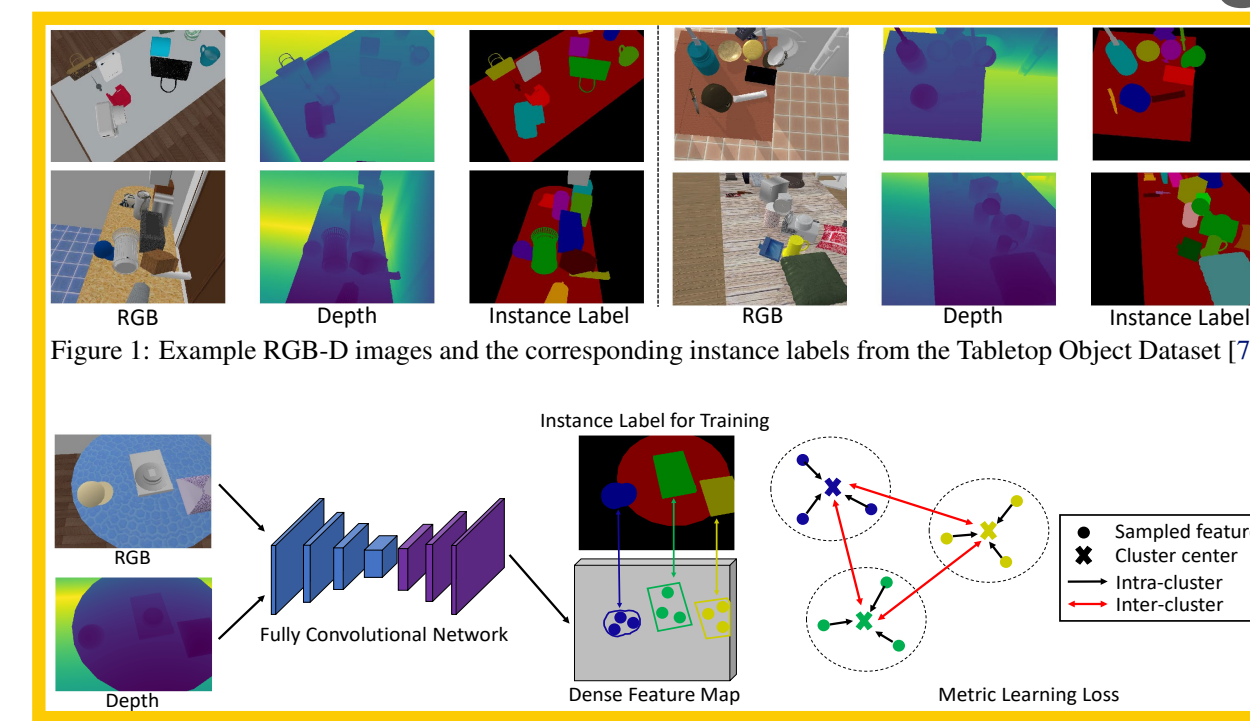 RGB Depth Instance Label RGB Depth Instance Label
Figure 1: Example RGB-D images and the corresponding instance labels from the Tabletop Object Dataset [7
Instance Label for Training
RGB
Depth
Fully Convolutional Network
Dense Feature Map
Sampled feature
Cluster center
Intra-cluster
Inter-cluster
Metric Learning Loss